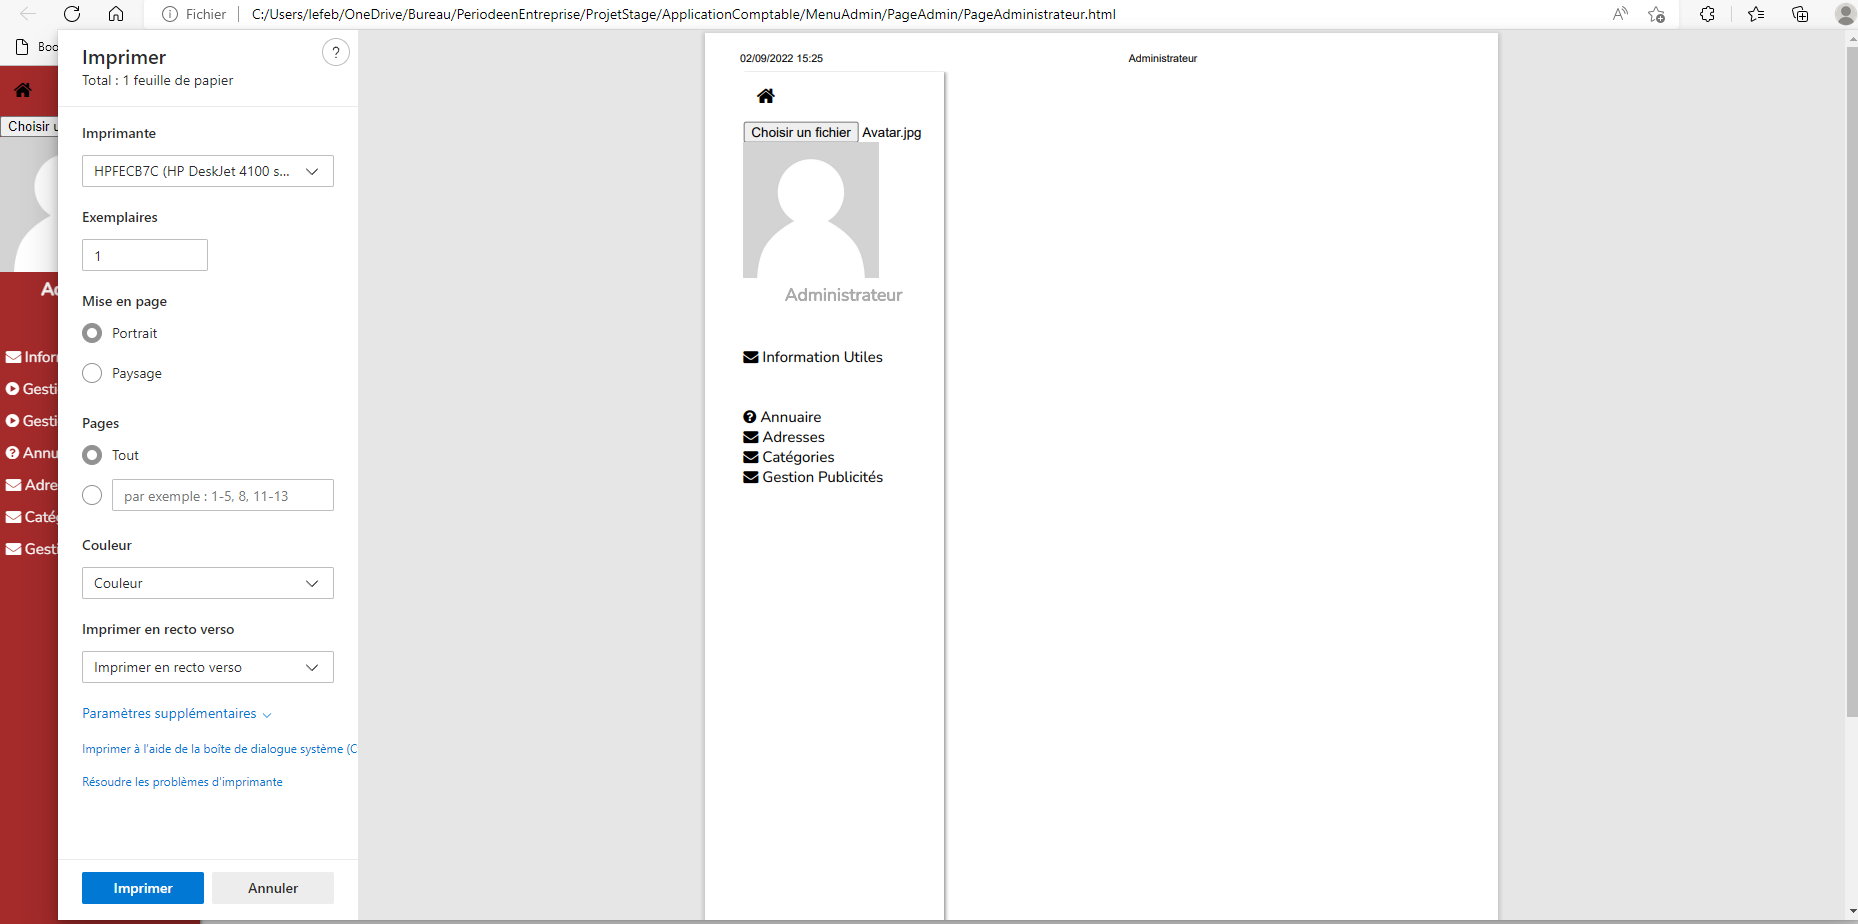 Fichier C:/Users/lefeb/OneDrive/Bureau/PeriodeenEntreprise/ProjetStage/ApplicationComptable/MenuAdmin/PageAdmin/PageAdministrateur.html
Boo
Choisir u
Ad
Infor
Gesti
Gesti
Annu
Adre
Catég
Gesti
Imprimer
?
Total : 1 feuille de papier
Imprimante
HPFECB7C (HP DeskJet 4100 s...
Exemplaires
1
Mise en page
Portrait
Paysage
Pages
Tout
par exemple : 1-5, 8, 11-13
Couleur
Couleur
Imprimer en recto verso
Imprimer en recto verso
Paramètres supplémentaires
Imprimer à l'aide de la boîte de dialogue système (C
Résoudre les problèmes d'imprimante
Imprimer Annuler
02/09/2022 15:25 Administrateur
Choisir un fichier Avatar.jpg
Administrateur
Information Utiles
Annuaire
Adresses
Catégories
Gestion Publicités